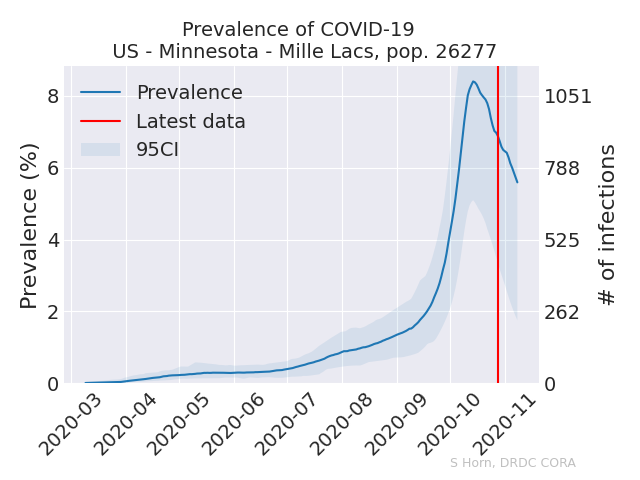 Prevalence of COVID-19
US - Minnesota - Mille Lacs, pop. 26277
Prevalence
Latest data
95CI
Prevalence (%)
8
6
4
2
0
1051
788
525
262
0
# of infections
2020-03
2020-04
2020-05
2020-06
2020-07
2020-08
2020-09
2020-10
2020-11
S Horn, DRDC CORA